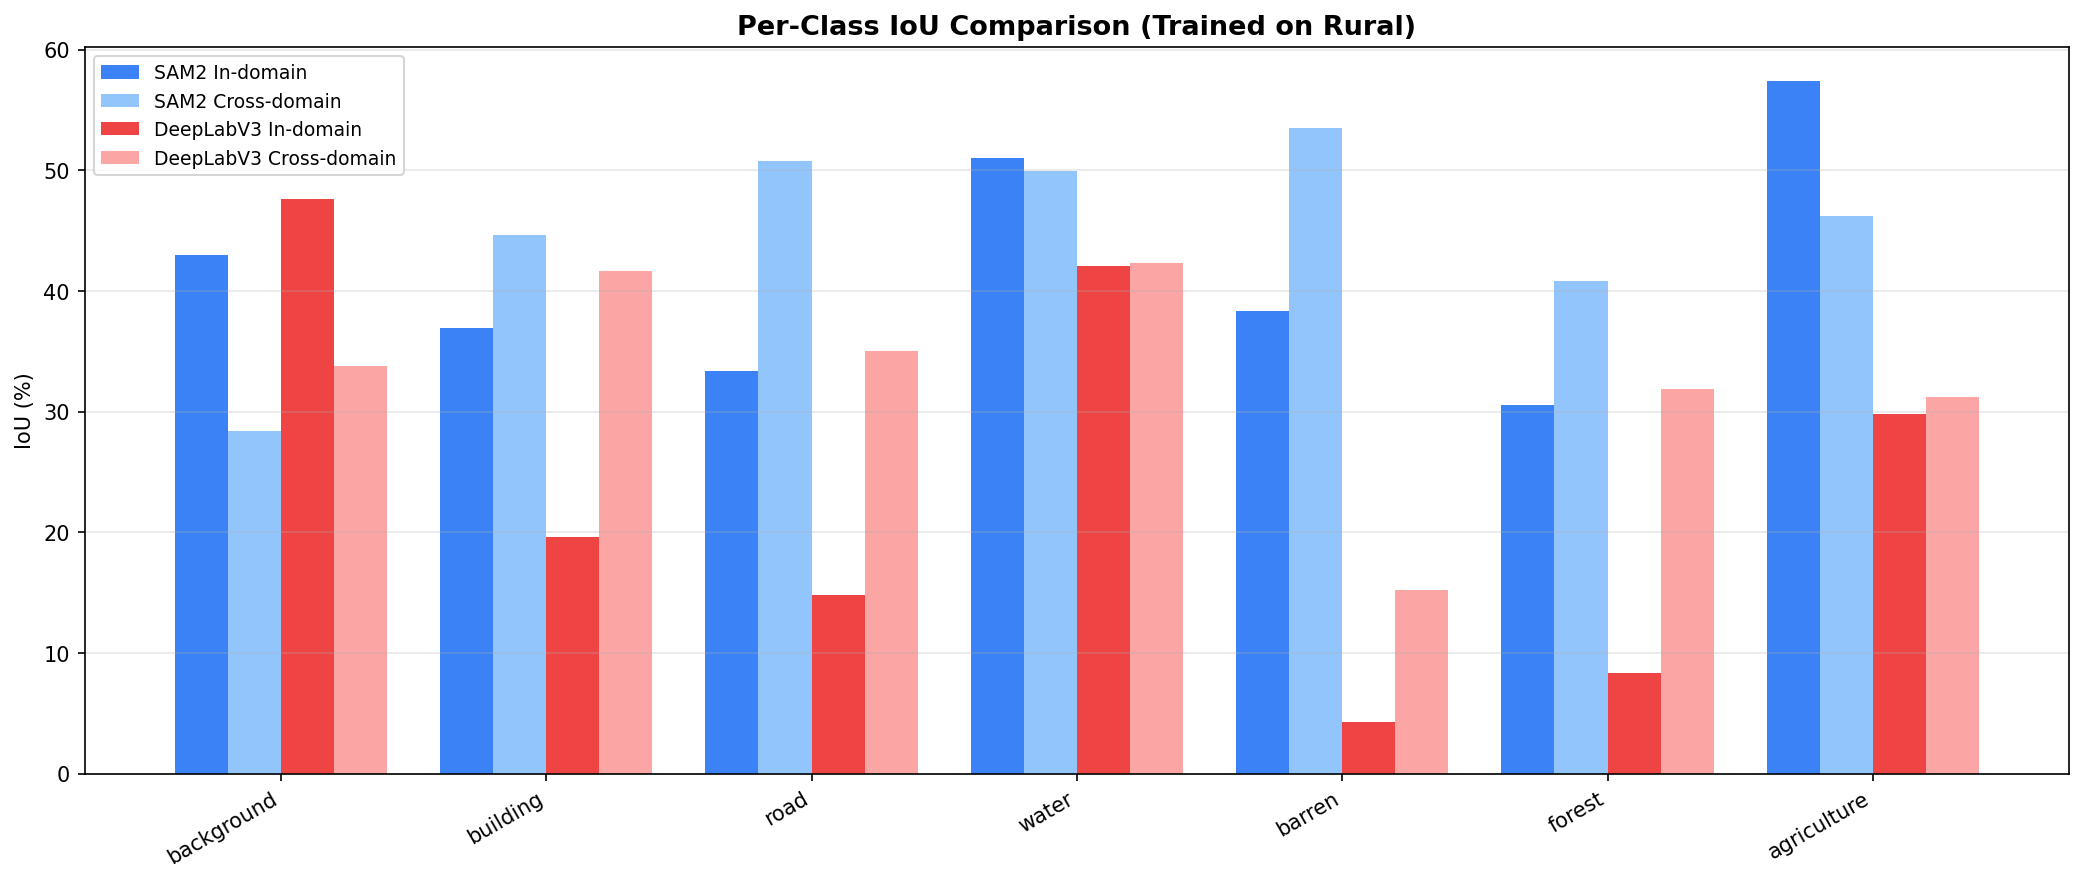 Per-Class IoU Comparison (Trained on Rural)
SAM2 In-domain
SAM2 Cross-domain
DeepLabV3 In-domain
DeepLabV3 Cross-domain
IoU (%)
60
50
40
30
20
10
0
background
building
road
water
barren
forest
agriculture